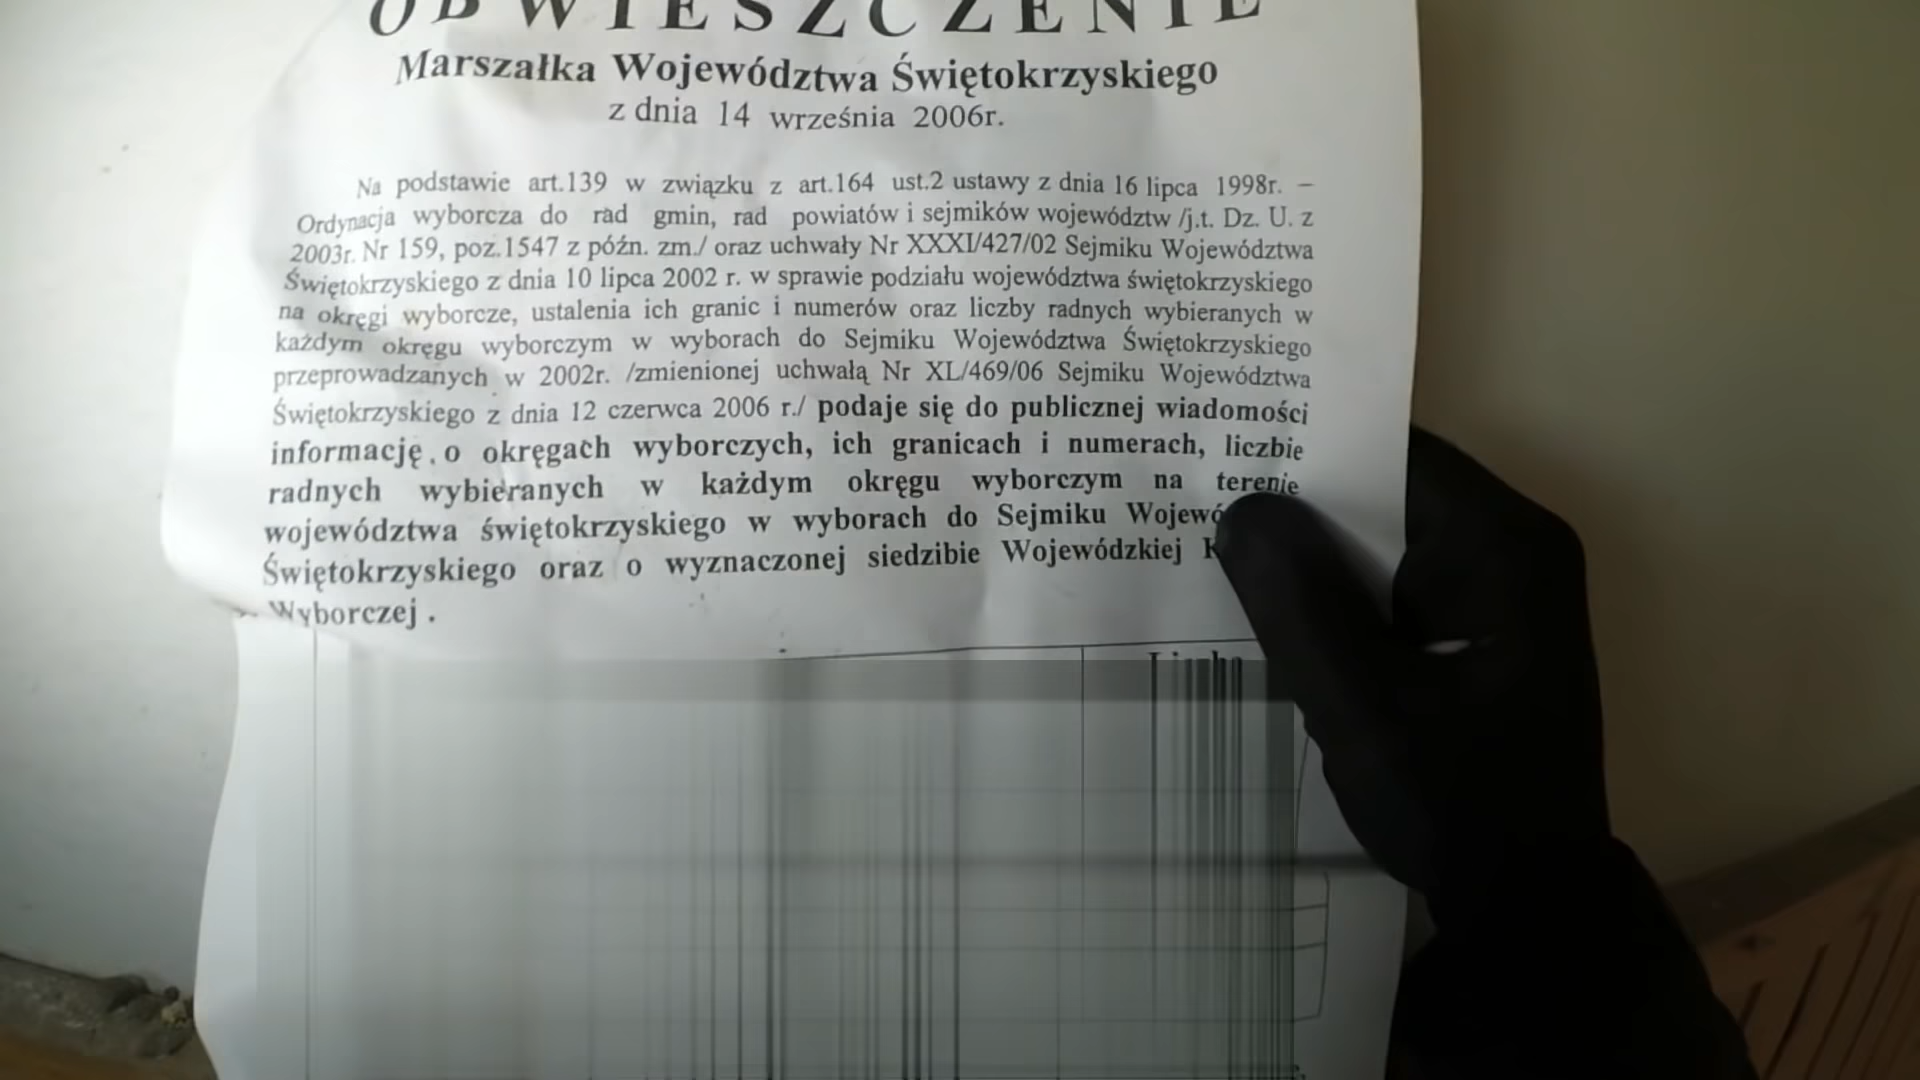 OBWIESZCZENIE
Marszałka Województwa Świętokrzyskiego
z dnia 14 września 2006r.
Na podstawie art.139 w związku z art.164 ust.2 ustawy z dnia 16 lipca 1998r. –
Ordynacja wyborcza do rad gmin, rad powiatów i sejmików województw /j.t. Dz. U. z
2003r. Nr 159, poz.1547 z późn. zm./ oraz uchwały Nr XXXI/427/02 Sejmiku Województwa
Świętokrzyskiego z dnia 10 lipca 2002 r. w sprawie podziału województwa świętokrzyskiego
na okręgi wyborcze, ustalenia ich granic i numerów oraz liczby radnych wybieranych w
każdym okręgu wyborczym w wyborach do Sejmiku Województwa Świętokrzyskiego
przeprowadzanych w 2002r. /zmienionej uchwałą Nr XL/469/06 Sejmiku Województwa
Świętokrzyskiego z dnia 12 czerwca 2006 r./ podaje się do publicznej wiadomości
informację o okręgach wyborczych, ich granicach i numerach, liczbie
radnych wybieranych w każdym okręgu wyborczym na terenie
województwa świętokrzyskiego w wyborach do Sejmiku
Świętokrzyskiego oraz o wyznaczonej siedzibie Wojewódzkiej
Wyborczej .